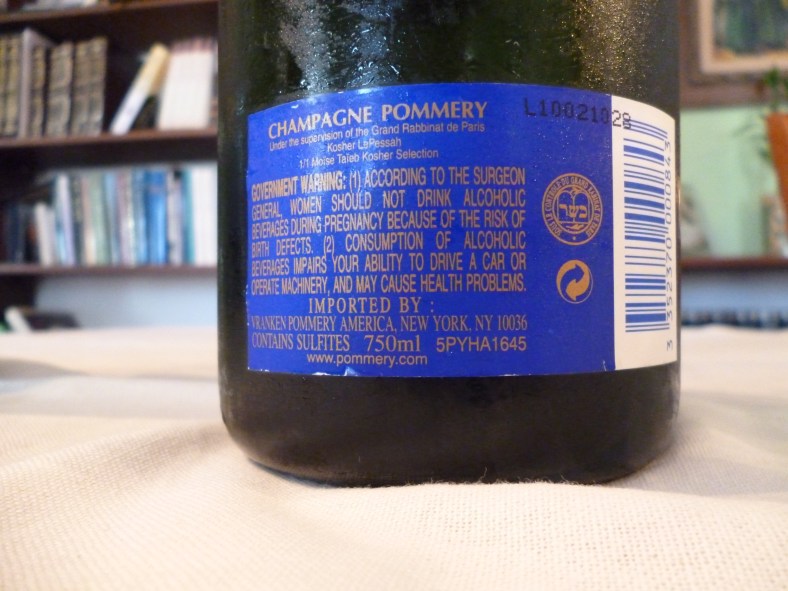 CHAMPAGNE POMMERY
Under the supervision of the Grand Rabbinat de Paris
Kosher LePessah
1/1 Moïse Taïeb Kosher Selection
GOVERNMENT WARNING: (1) ACCORDING TO THE SURGEON
GENERAL, WOMEN SHOULD NOT DRINK ALCOHOLIC
BEVERAGES DURING PREGNANCY BECAUSE OF THE RISK OF
BIRTH DEFECTS. (2) CONSUMPTION OF ALCOHOLIC
BEVERAGES IMPAIRS YOUR ABILITY TO DRIVE A CAR OR
OPERATE MACHINERY, AND MAY CAUSE HEALTH PROBLEMS.
IMPORTED BY :
VRANKEN POMMERY AMERICA, NEW YORK, NY 10036
CONTAINS SULFITES 750ml 5PYHA1645
www.pommery.com
L10021028
כשר
3 352370 000843